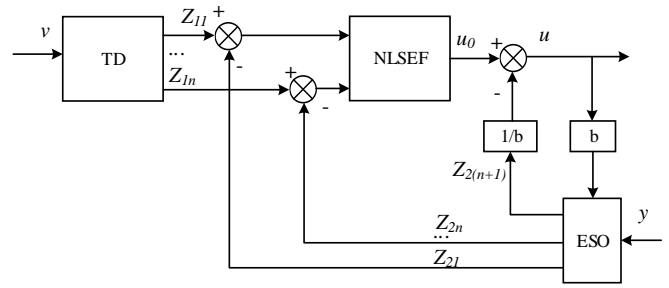 v
TD
Z11
+
...
-
Z1n
+
-
NLSEF
u0
+
-
u
1/b
b
Z2(n+1)
ESO
y
Z2n
...
Z21